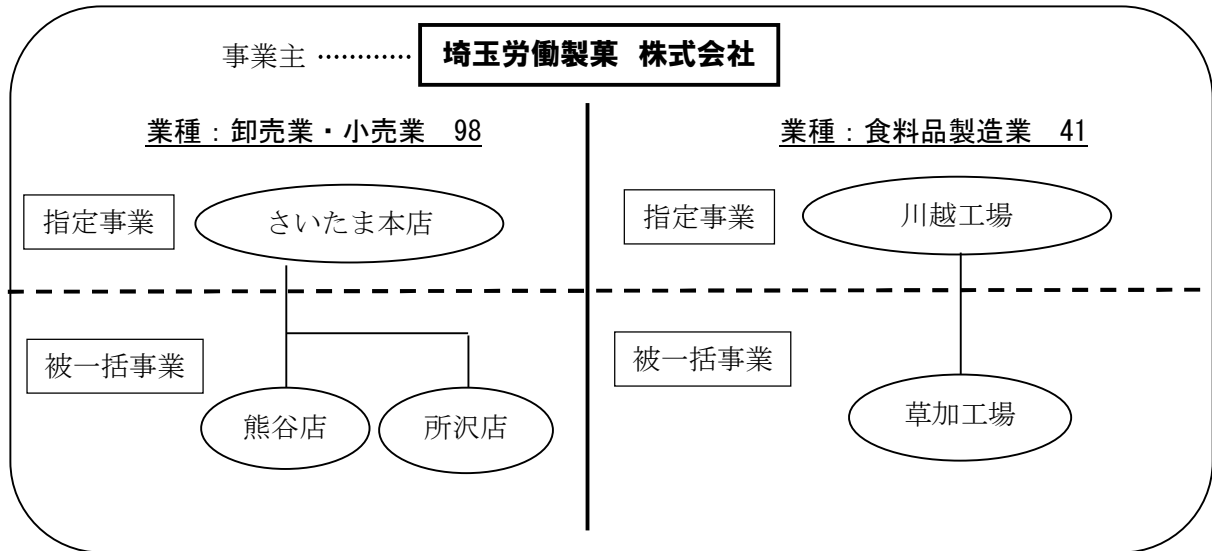 事業主 ………… 埼玉労働製菓 株式会社
業種：卸売業・小売業 98
業種：食料品製造業 41
指定事業
さいたま本店
指定事業
川越工場
被一括事業
熊谷店
所沢店
被一括事業
草加工場